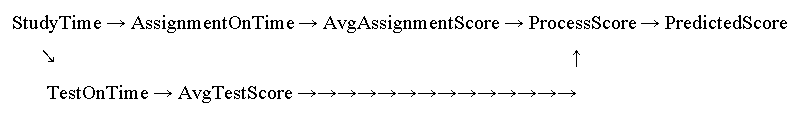 StudyTime → AssignmentOnTime → AvgAssignmentScore → ProcessScore → PredictedScore
↘ ↑
TestOnTime → AvgTestScore →→→→→→→→→→→→→→